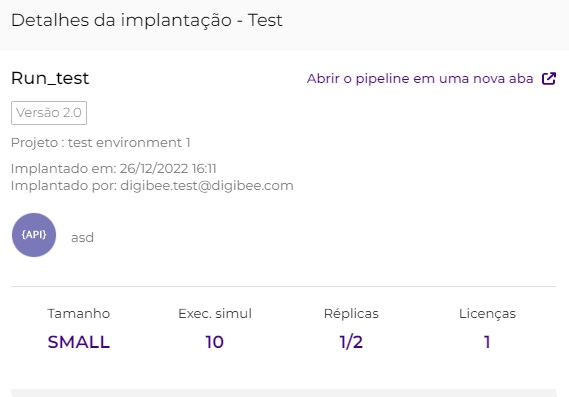 Detalhes da implantação - Test
Run_test
Abrir o pipeline em uma nova aba
Versão 2.0
Projeto : test environment 1
Implantado em: 26/12/2022 16:11
Implantado por: digibee.test@digibee.com
{API}
asd
Tamanho Exec. simul Réplicas Licenças
SMALL 10 1/2 1